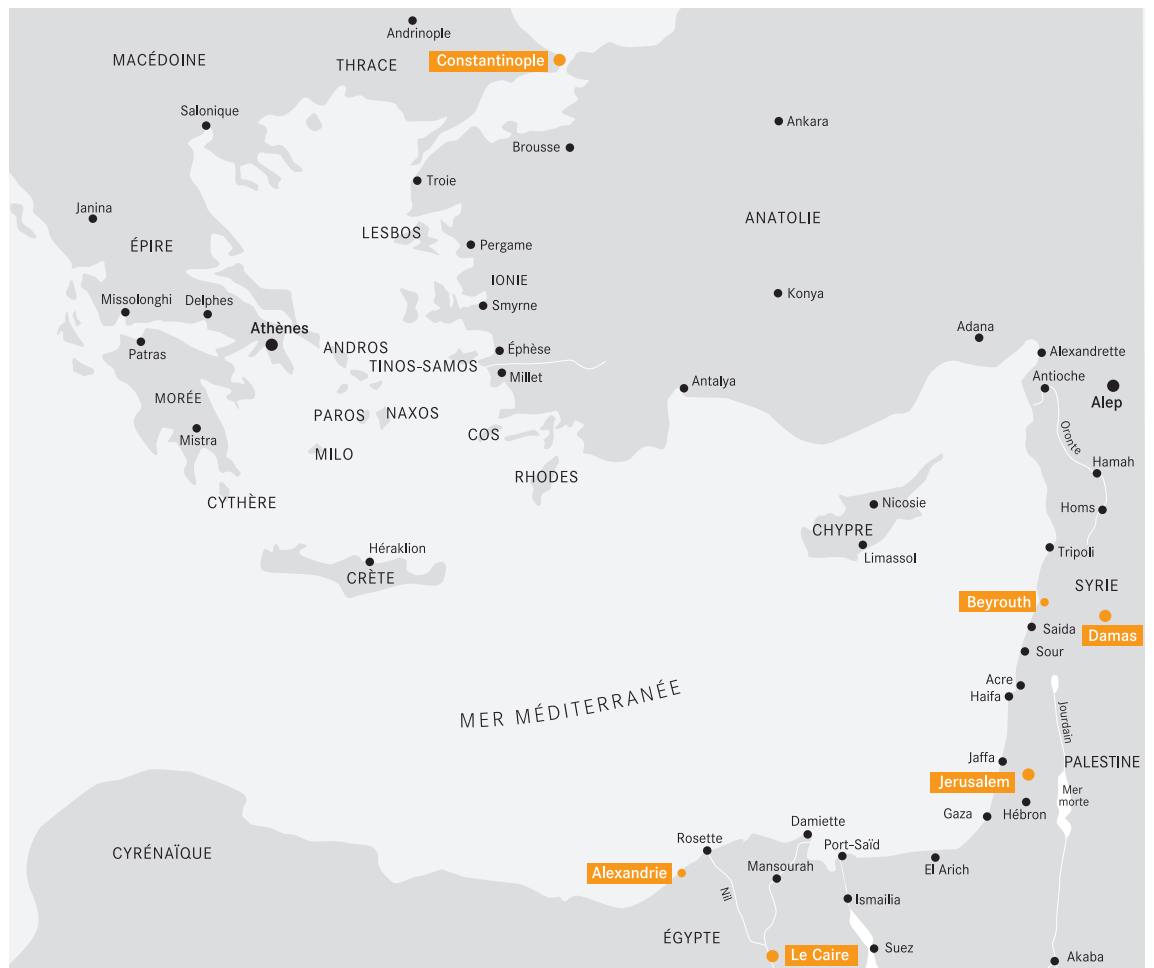 Andrinople
MACÉDOINE
THRACE
Constantinople
Salonique
Ankara
Brousse
Troie
Janina
ANATOLIE
LESBOS
ÉPIRE
Pergame
IONIE
Konya
Missolonghi
Delphes
Smyrne
Athènes
Adana
Patras
ANDROS
Éphèse
Alexandrette
TINOS-SAMOS
Millet
Antalya
Antioche
Alep
MORÉE
PAROS
NAXOS
Mistra
COS
Oronte
MILO
Hamah
RHODES
CYTHÈRE
Nicosie
Homs
CHYPRE
Héraklion
Limassol
Tripoli
CRÈTE
SYRIE
Beyrouth
Saida
Damas
Sour
Acre
Haifa
MER MÉDITERRANÉE
Jourdain
Jaffa
PALESTINE
Jerusalem
Mer
morte
Gaza
Hébron
Damiette
Rosette
Port-Saïd
CYRÉNAÏQUE
Mansourah
El Arich
Alexandrie
Nil
Ismailia
ÉGYPTE
Suez
Le Caire
Akaba